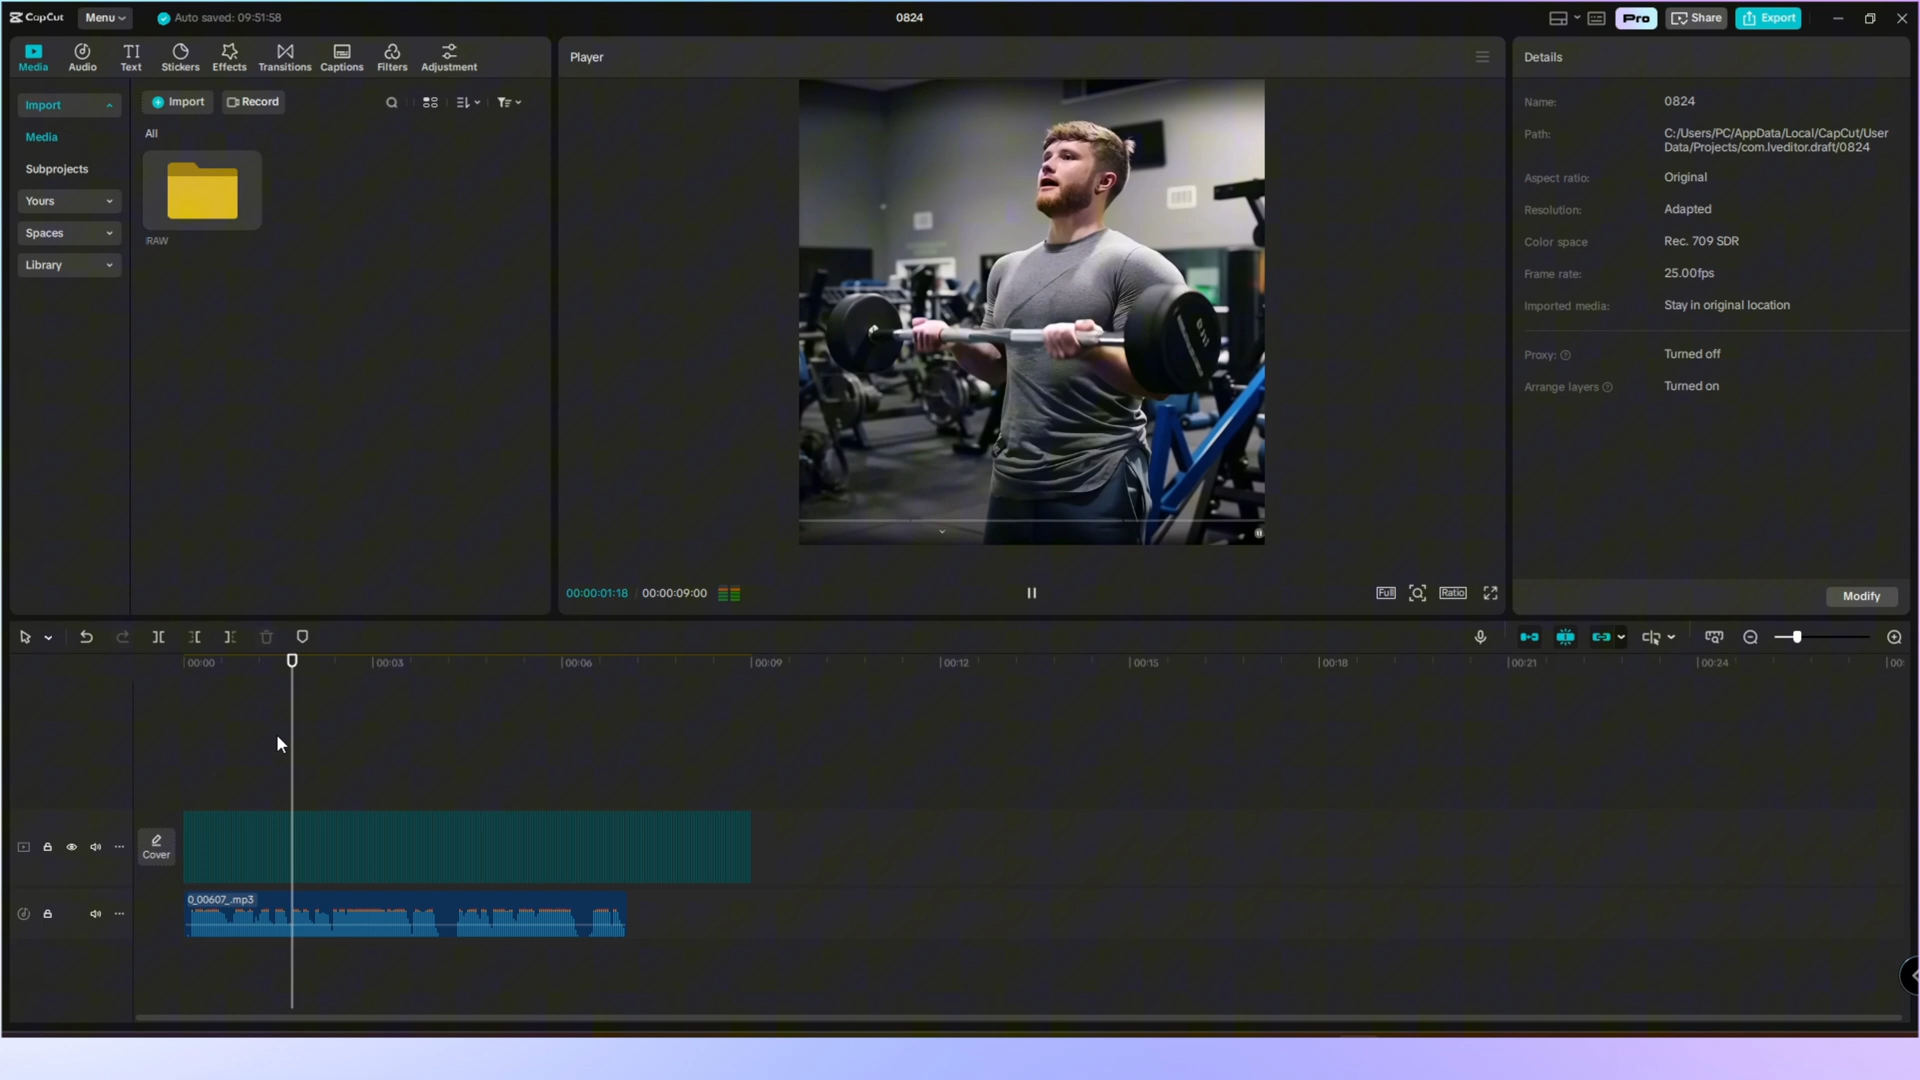 CapCut
Menu
Auto saved: 09:51:58
0824
Pro
Share
Export
Media
Audio
TI
Text
Stickers
Effects
Transitions
Captions
Filters
Adjustment
Import
Media
Subprojects
Yours
Spaces
Library
Import
Record
All
RAW
Player
00:00:01:18 / 00:00:09:00
Full
Ratio
Details
Name: 0824
Path: C:/Users/PC/AppData/Local/CapCut/User
Data/Projects/com.lveditor.draft/0824
Aspect ratio: Original
Resolution: Adapted
Color space Rec. 709 SDR
Frame rate: 25.00fps
Imported media: Stay in original location
Proxy: Turned off
Arrange layers Turned on
Modify
00:00
00:03
00:06
00:09
00:12
00:15
00:18
00:21
00:24
Cover
0_00607_.mp3